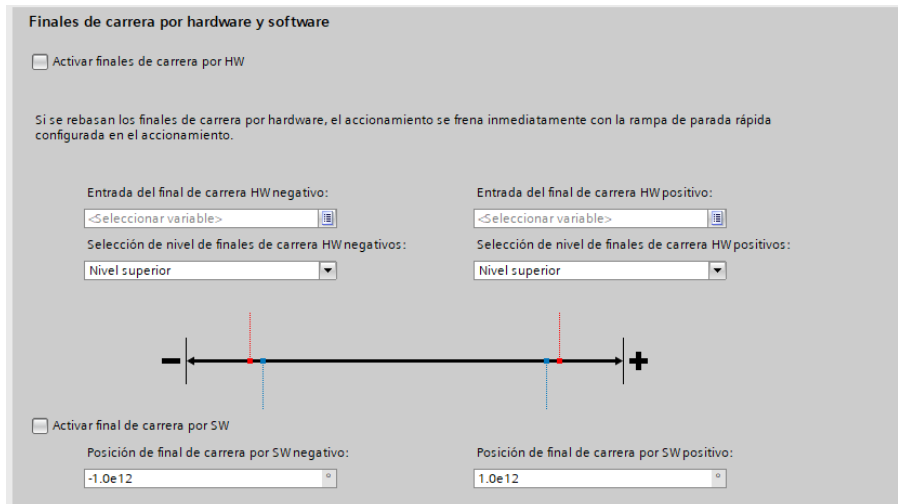 Finales de carrera por hardware y software
Activar finales de carrera por HW
Si se rebasan los finales de carrera por hardware, el accionamiento se frena inmediatamente con la rampa de parada rápida
configurada en el accionamiento.
Entrada del final de carrera HW negativo:
Entrada del final de carrera HW positivo:
<Seleccionar variable>
<Seleccionar variable>
Selección de nivel de finales de carrera HW negativos:
Selección de nivel de finales de carrera HW positivos:
Nivel superior
Nivel superior
Activar final de carrera por SW
Posición de final de carrera por SW negativo:
Posición de final de carrera por SW positivo:
-1.0e12 °
1.0e12 °